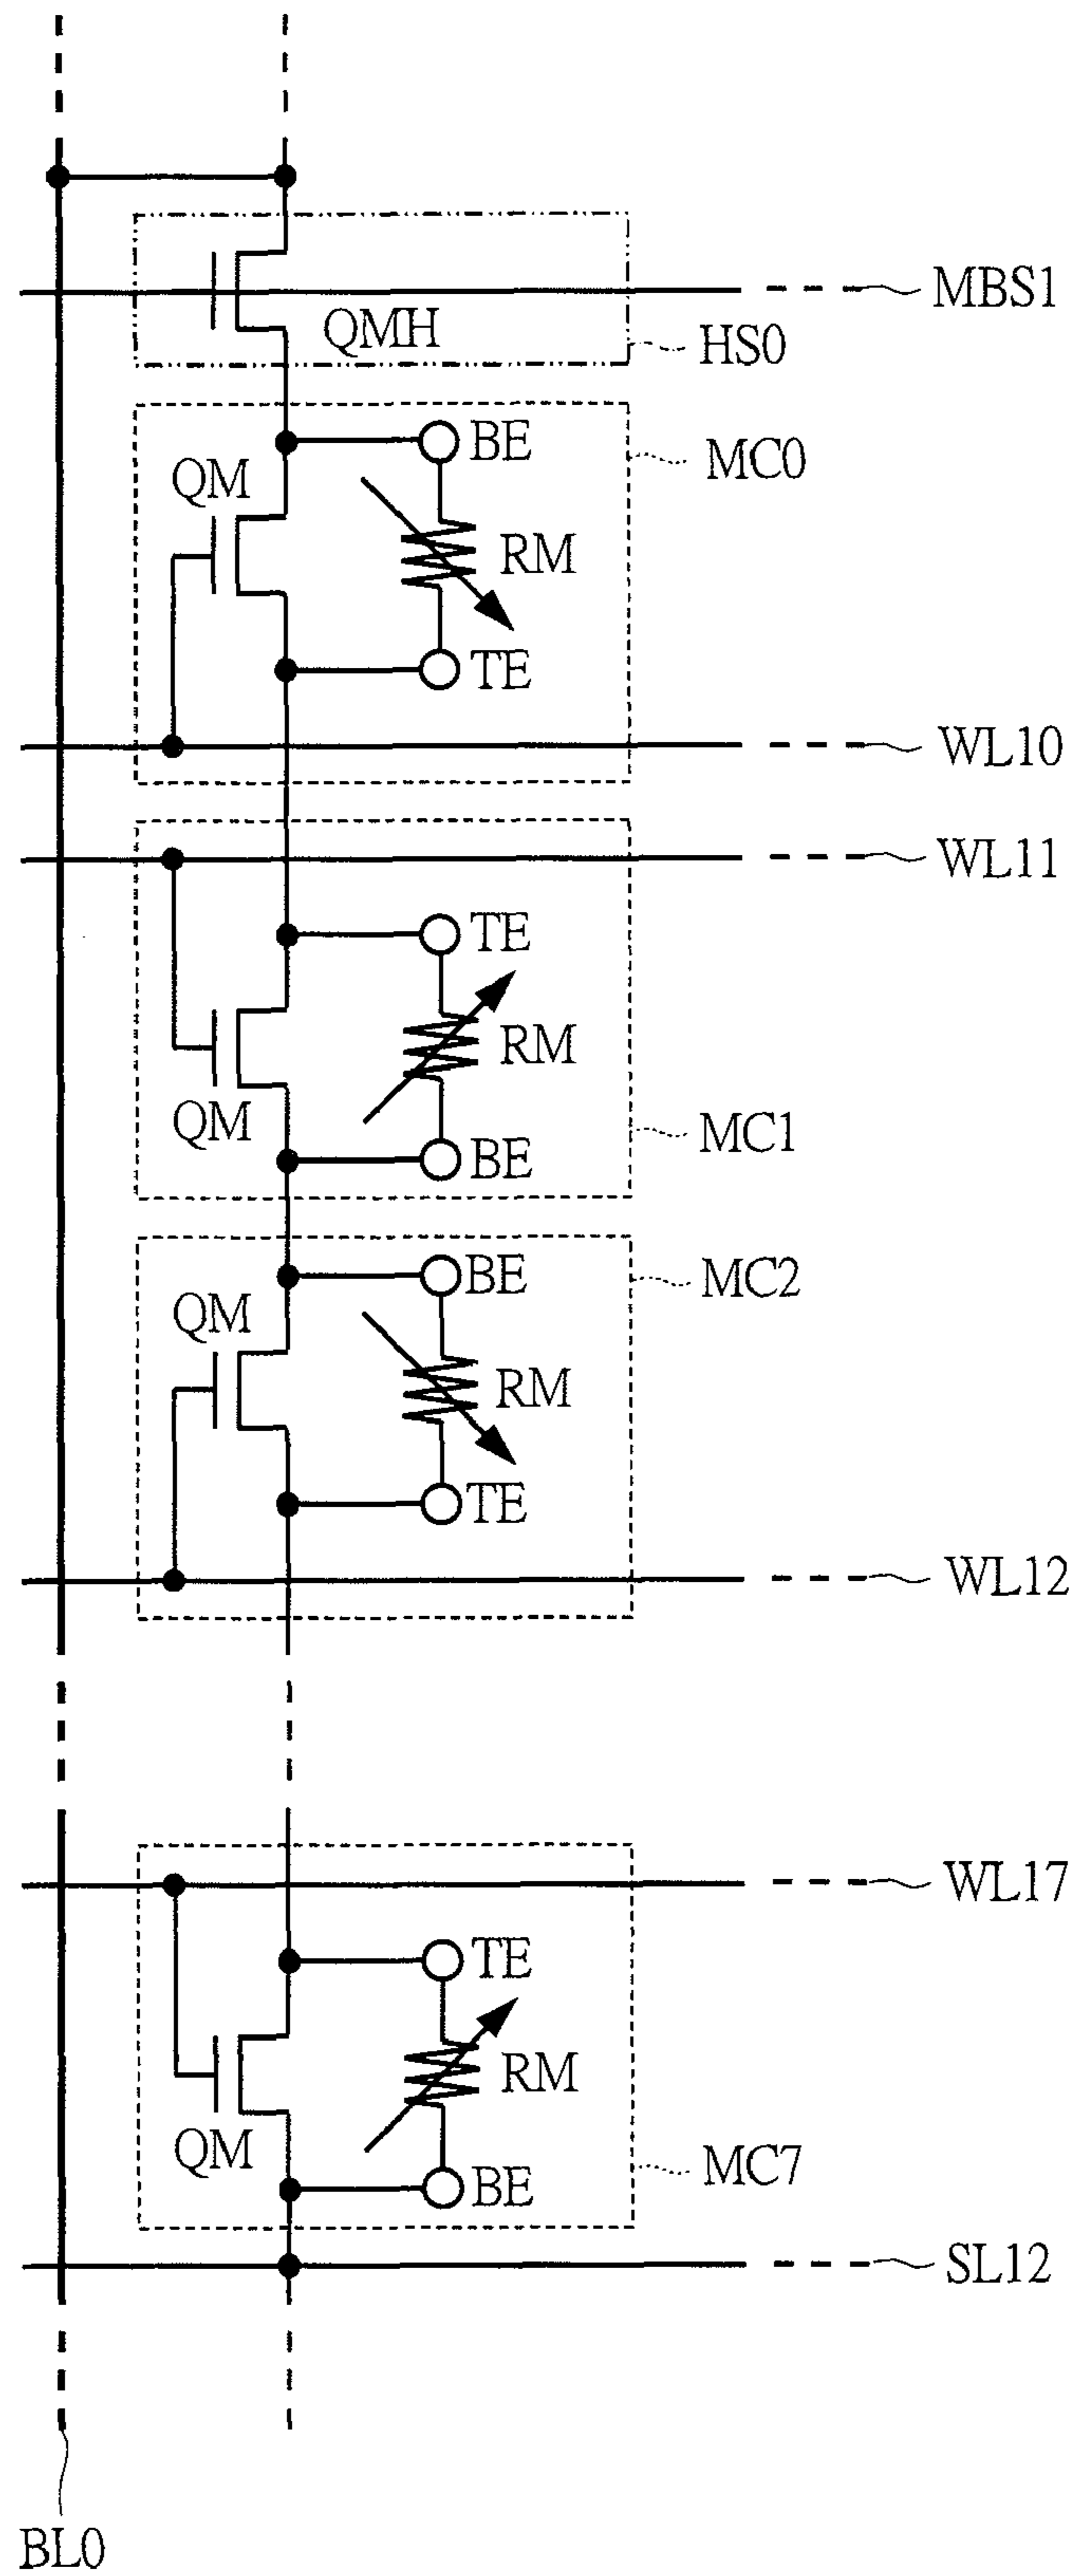 MBS1
QMH
HS0
BE
MC0
QM
RM
TE
WL10
WL11
TE
RM
QM
MC1
BE
BE
MC2
QM
RM
TE
WL12
WL17
TE
RM
QM
MC7
BE
SL12
BL0